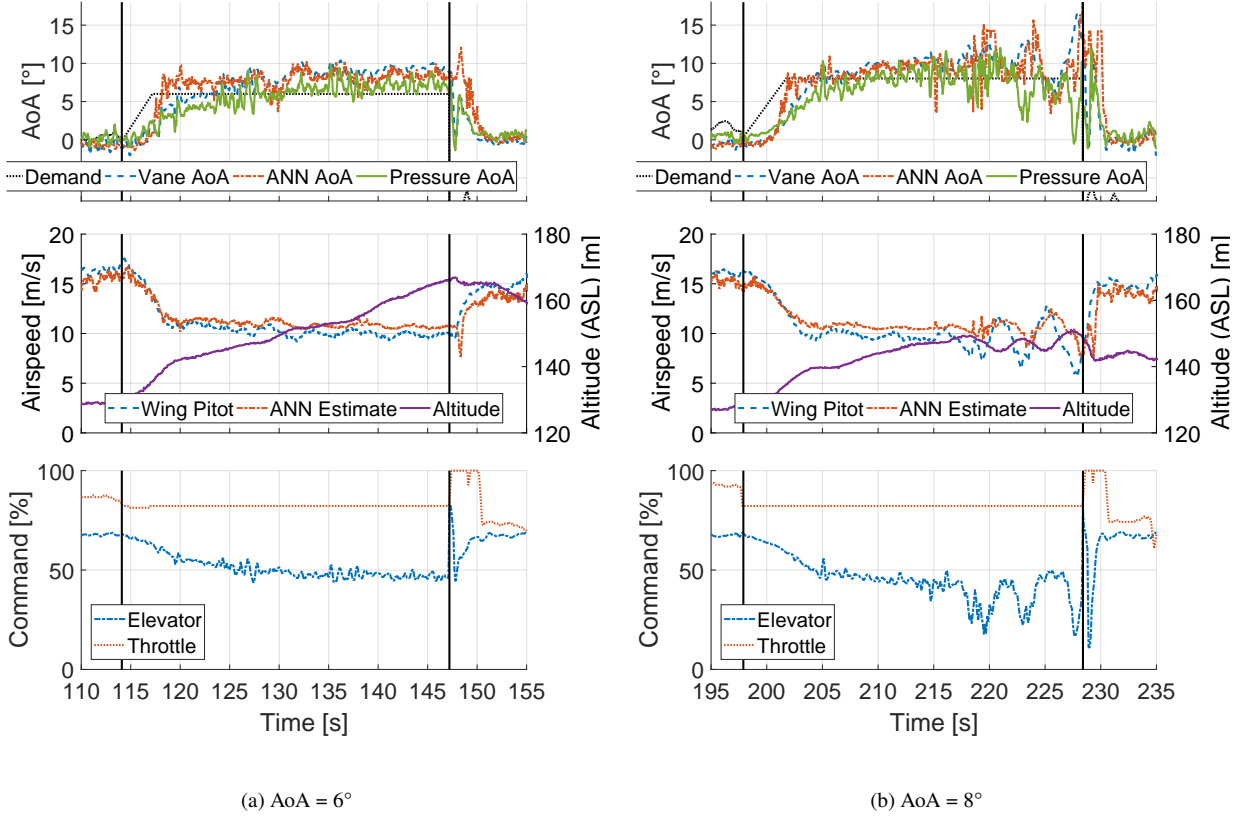 AoA [°]
15
10
5
0
Demand Vane AoA ANN AoA Pressure AoA
Airspeed [m/s]
20
15
10
5
0
180
160
140
120
Altitude (ASL) [m]
Wing Pitot ANN Estimate Altitude
Command [%]
100
50
0
Elevator
Throttle
110 115 120 125 130 135 140 145 150 155
Time [s]
(a) AoA = 6°
AoA [°]
15
10
5
0
Demand Vane AoA ANN AoA Pressure AoA
Airspeed [m/s]
20
15
10
5
0
180
160
140
120
Altitude (ASL) [m]
Wing Pitot ANN Estimate Altitude
Command [%]
100
50
0
Elevator
Throttle
195 200 205 210 215 220 225 230 235
Time [s]
(b) AoA = 8°